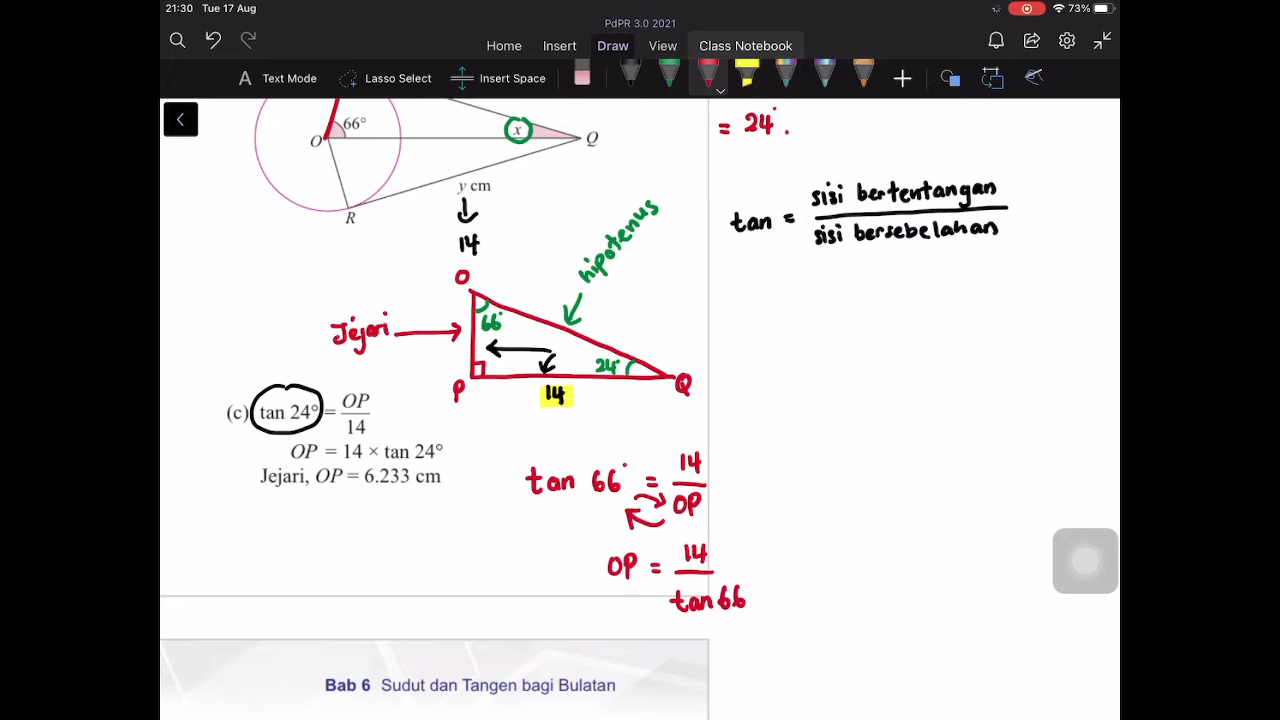 21:30 Tue 17 Aug
73%
PdPR 3.0 2021
Home Insert Draw View Class Notebook
Text Mode Lasso Select Insert Space
66°
O
x
Q
y cm
R
14
= 24°.
tan = sisi bertentangan
sisi bersebelahan
hipotenus
O
66°
Jejari
24°
P
Q
14
(c) tan 24° = OP
14
OP = 14 × tan 24°
Jejari, OP = 6.233 cm
tan 66° = 14
OP
OP = 14
tan 66
Bab 6 Sudut dan Tangen bagi Bulatan